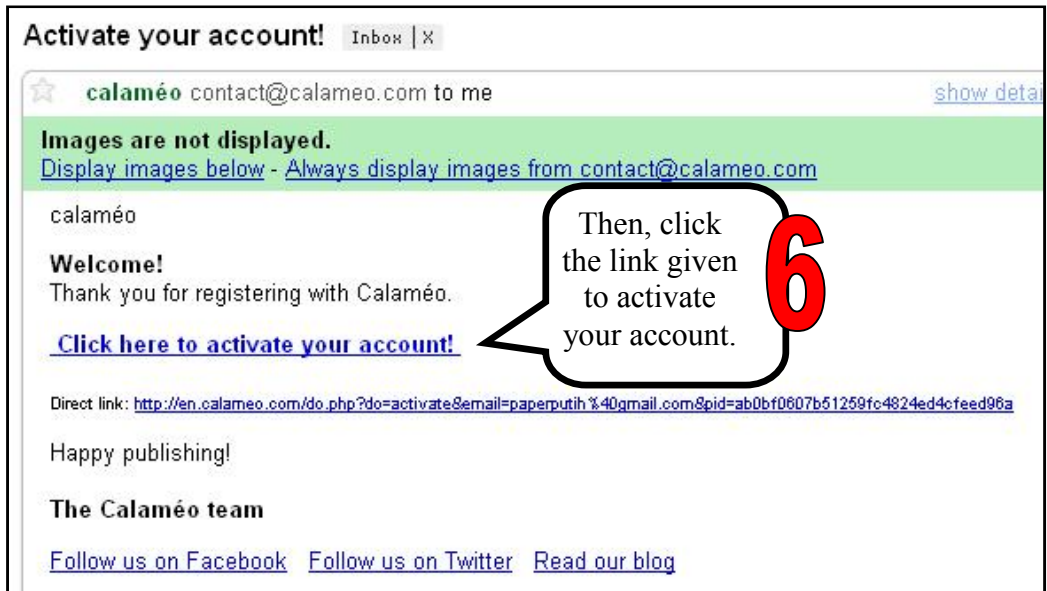 Activate your account! Inbox | X
calaméo contact@calameo.com to me show detai
Images are not displayed.
Display images below - Always display images from contact@calameo.com
calaméo
Welcome!
Thank you for registering with Calaméo.
Click here to activate your account!
Then, click
the link given
to activate
your account.
6
Direct link: http://en.calameo.com/do.php?do=activate&email=paperputih%40gmail.com&pid=ab0bf0607b51259fc4824ed4cfeed96a
Happy publishing!
The Calaméo team
Follow us on Facebook Follow us on Twitter Read our blog